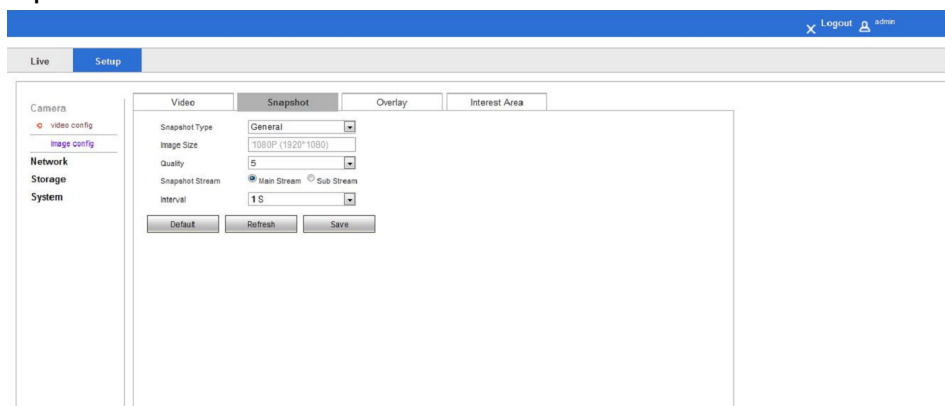 Logout admin
Live Setup
Camera
video config
Image config
Network
Storage
System
Video Snapshot Overlay Interest Area
Snapshot Type General
Image Size 1080P (1920*1080)
Quality 5
Snapshot Stream Main Stream Sub Stream
Interval 1 S
Default Refresh Save